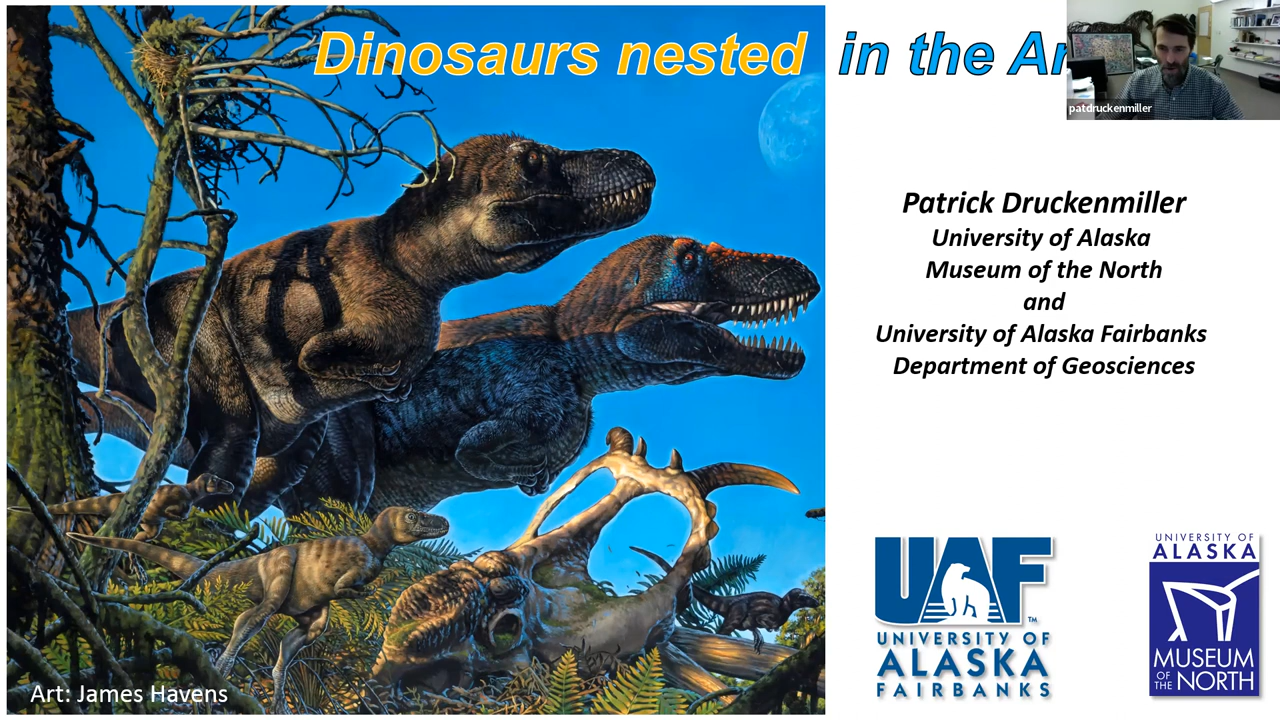 Dinosaurs nested in the
patdruckenmiller
Patrick Druckenmiller
University of Alaska
Museum of the North
and
University of Alaska Fairbanks
Department of Geosciences
UAF
TM
UNIVERSITY OF
ALASKA
FAIRBANKS
UNIVERSITY OF
ALASKA
MUSEUM
OF THE NORTH
Art: James Havens